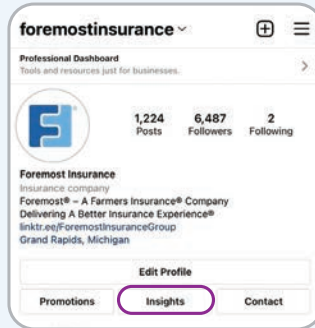 foremostinsurance
Professional Dashboard
Tools and resources just for businesses.
1,224 6,487 2
Posts Followers Following
Foremost Insurance
Insurance company
Foremost® – A Farmers Insurance® Company
Delivering A Better Insurance Experience®
linktr.ee/ForemostInsuranceGroup
Grand Rapids, Michigan
Edit Profile
Promotions Insights Contact